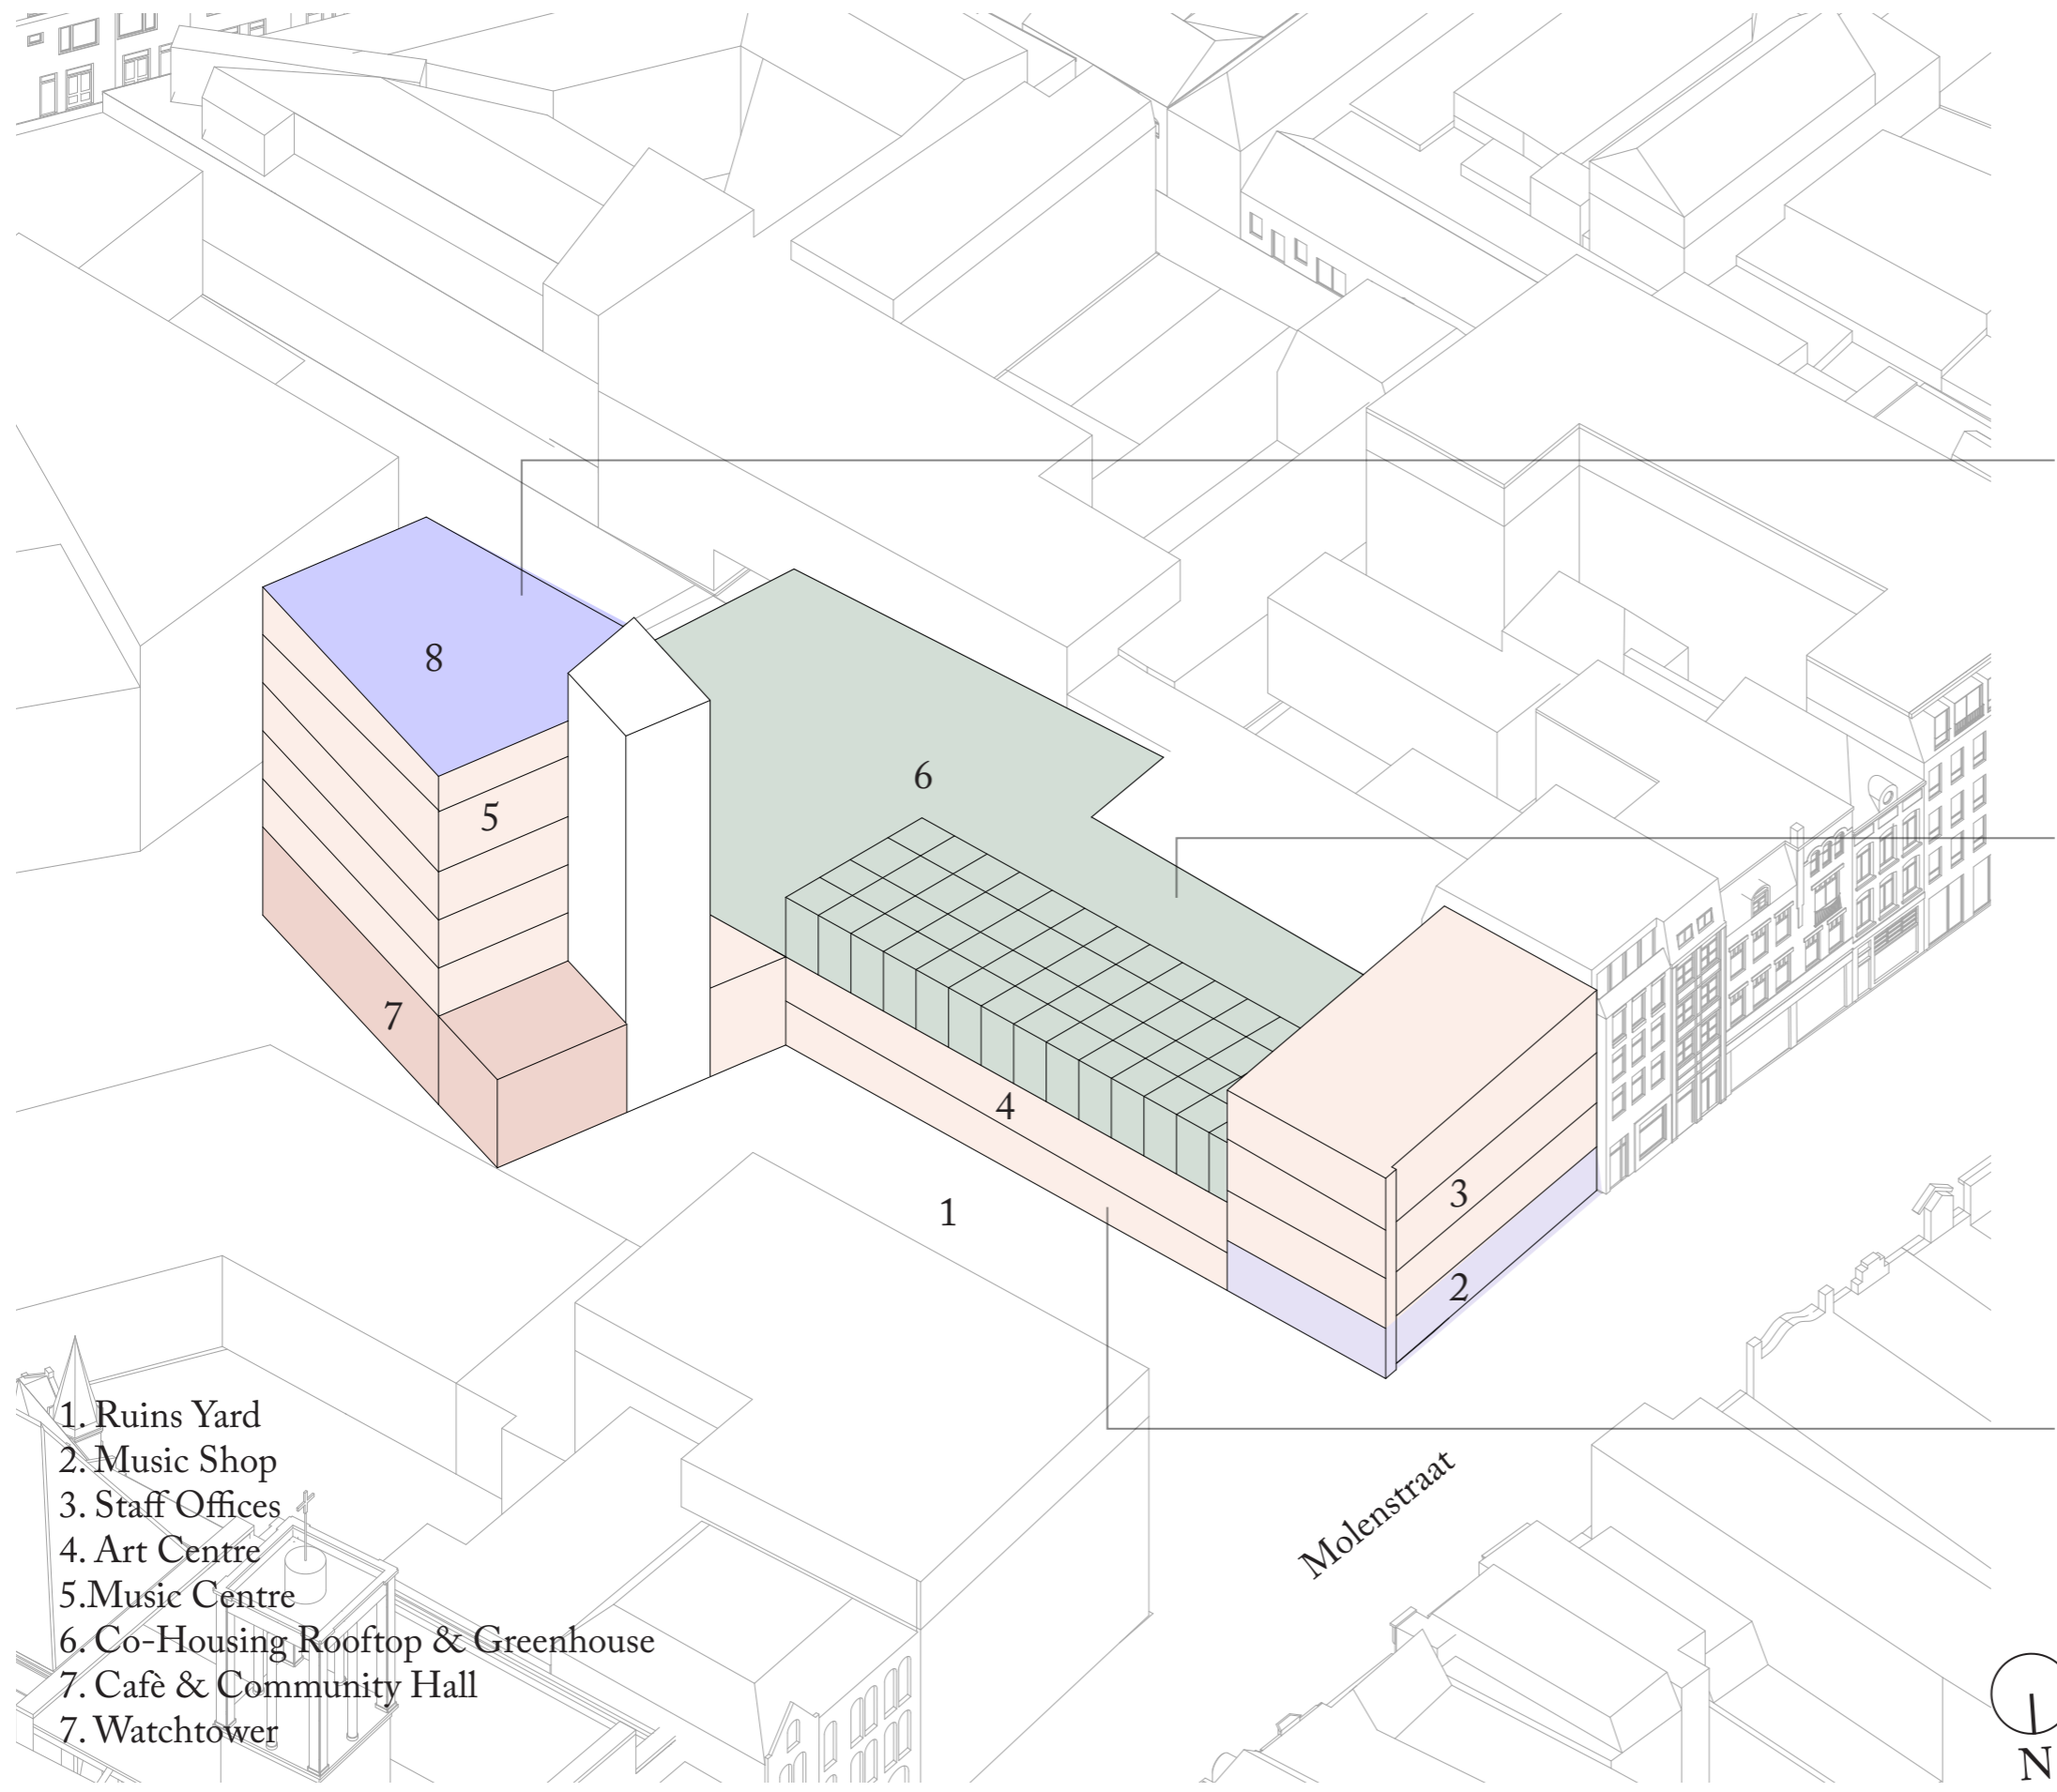 8
6
5
7
4
3
1
2
1. Ruins Yard
2. Music Shop
3. Staff Offices
4. Art Centre
5.Music Centre
6. Co-Housing Rooftop & Greenhouse
7. Cafè & Community Hall
7. Watchtower
Molenstraat
N